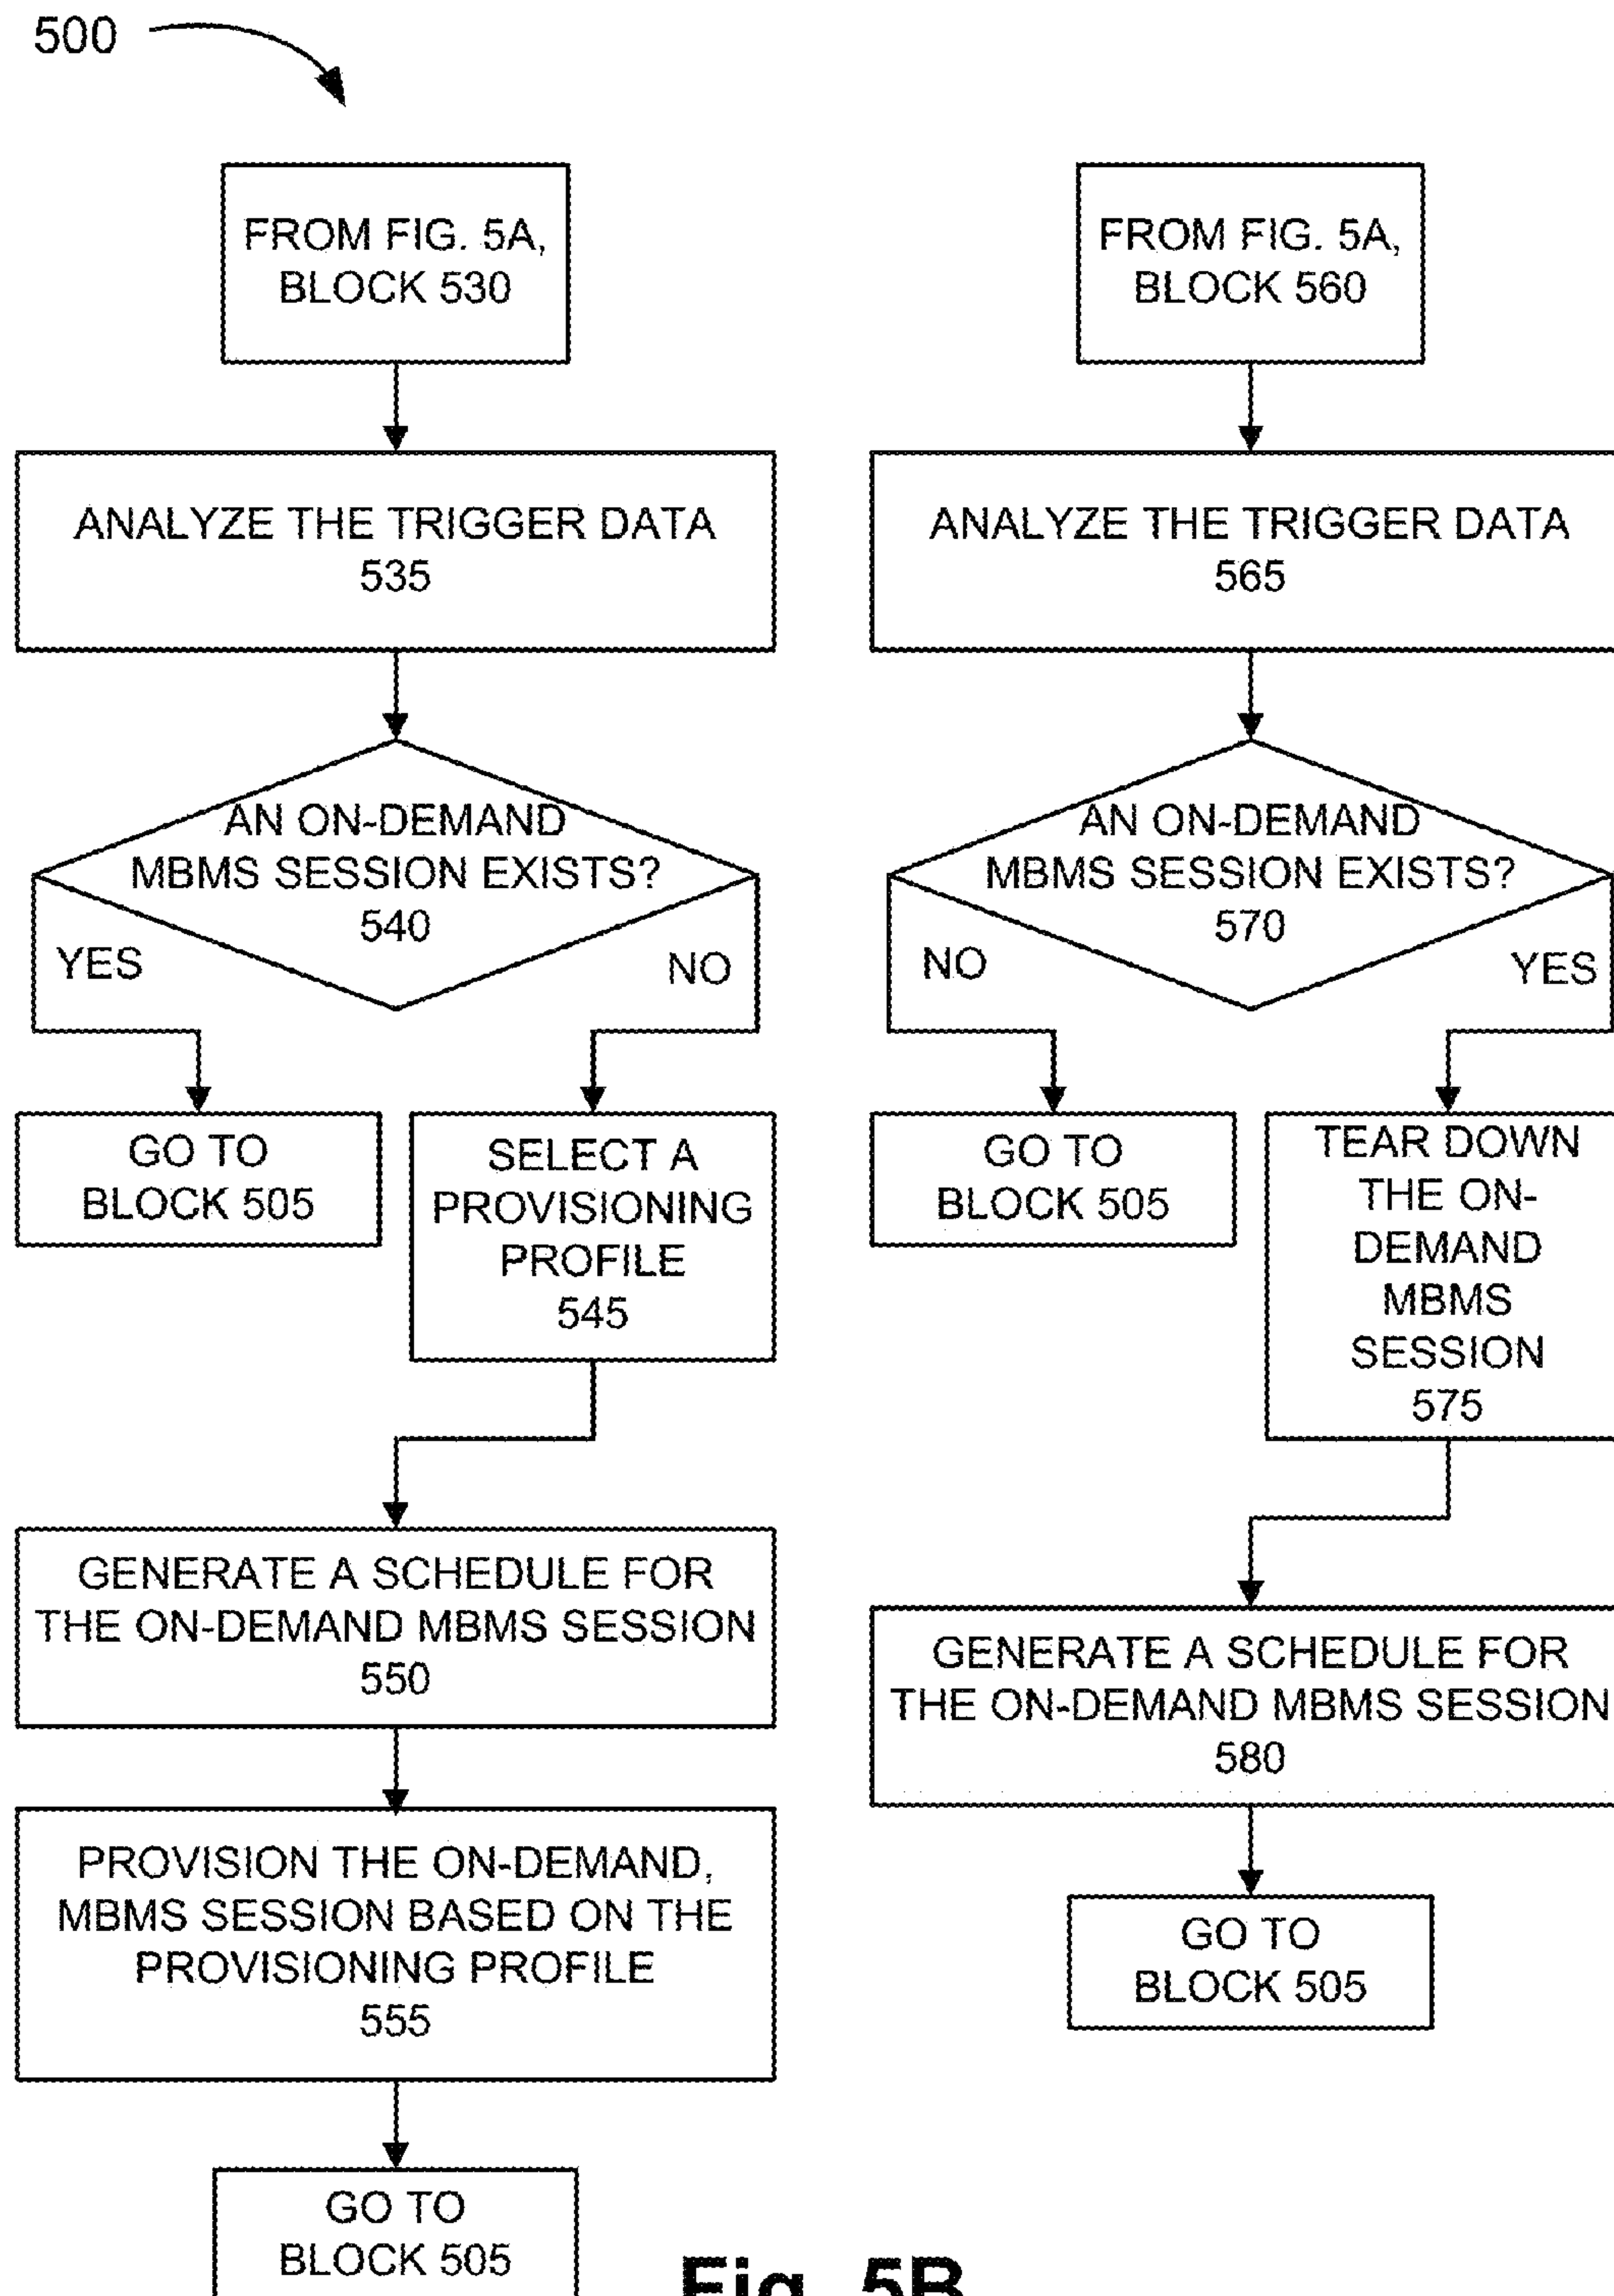 500
FROM FIG. 5A,
BLOCK 530
ANALYZE THE TRIGGER DATA
535
AN ON-DEMAND
MBMS SESSION EXISTS?
540
YES
NO
GO TO
BLOCK 505
SELECT A
PROVISIONING
PROFILE
545
GENERATE A SCHEDULE FOR
THE ON-DEMAND MBMS SESSION
550
PROVISION THE ON-DEMAND,
MBMS SESSION BASED ON THE
PROVISIONING PROFILE
555
GO TO
BLOCK 505
FROM FIG. 5A,
BLOCK 560
ANALYZE THE TRIGGER DATA
565
AN ON-DEMAND
MBMS SESSION EXISTS?
570
NO
YES
GO TO
BLOCK 505
TEAR DOWN
THE ON-
DEMAND
MBMS
SESSION
575
GENERATE A SCHEDULE FOR
THE ON-DEMAND MBMS SESSION
580
GO TO
BLOCK 505
Fig. 5B